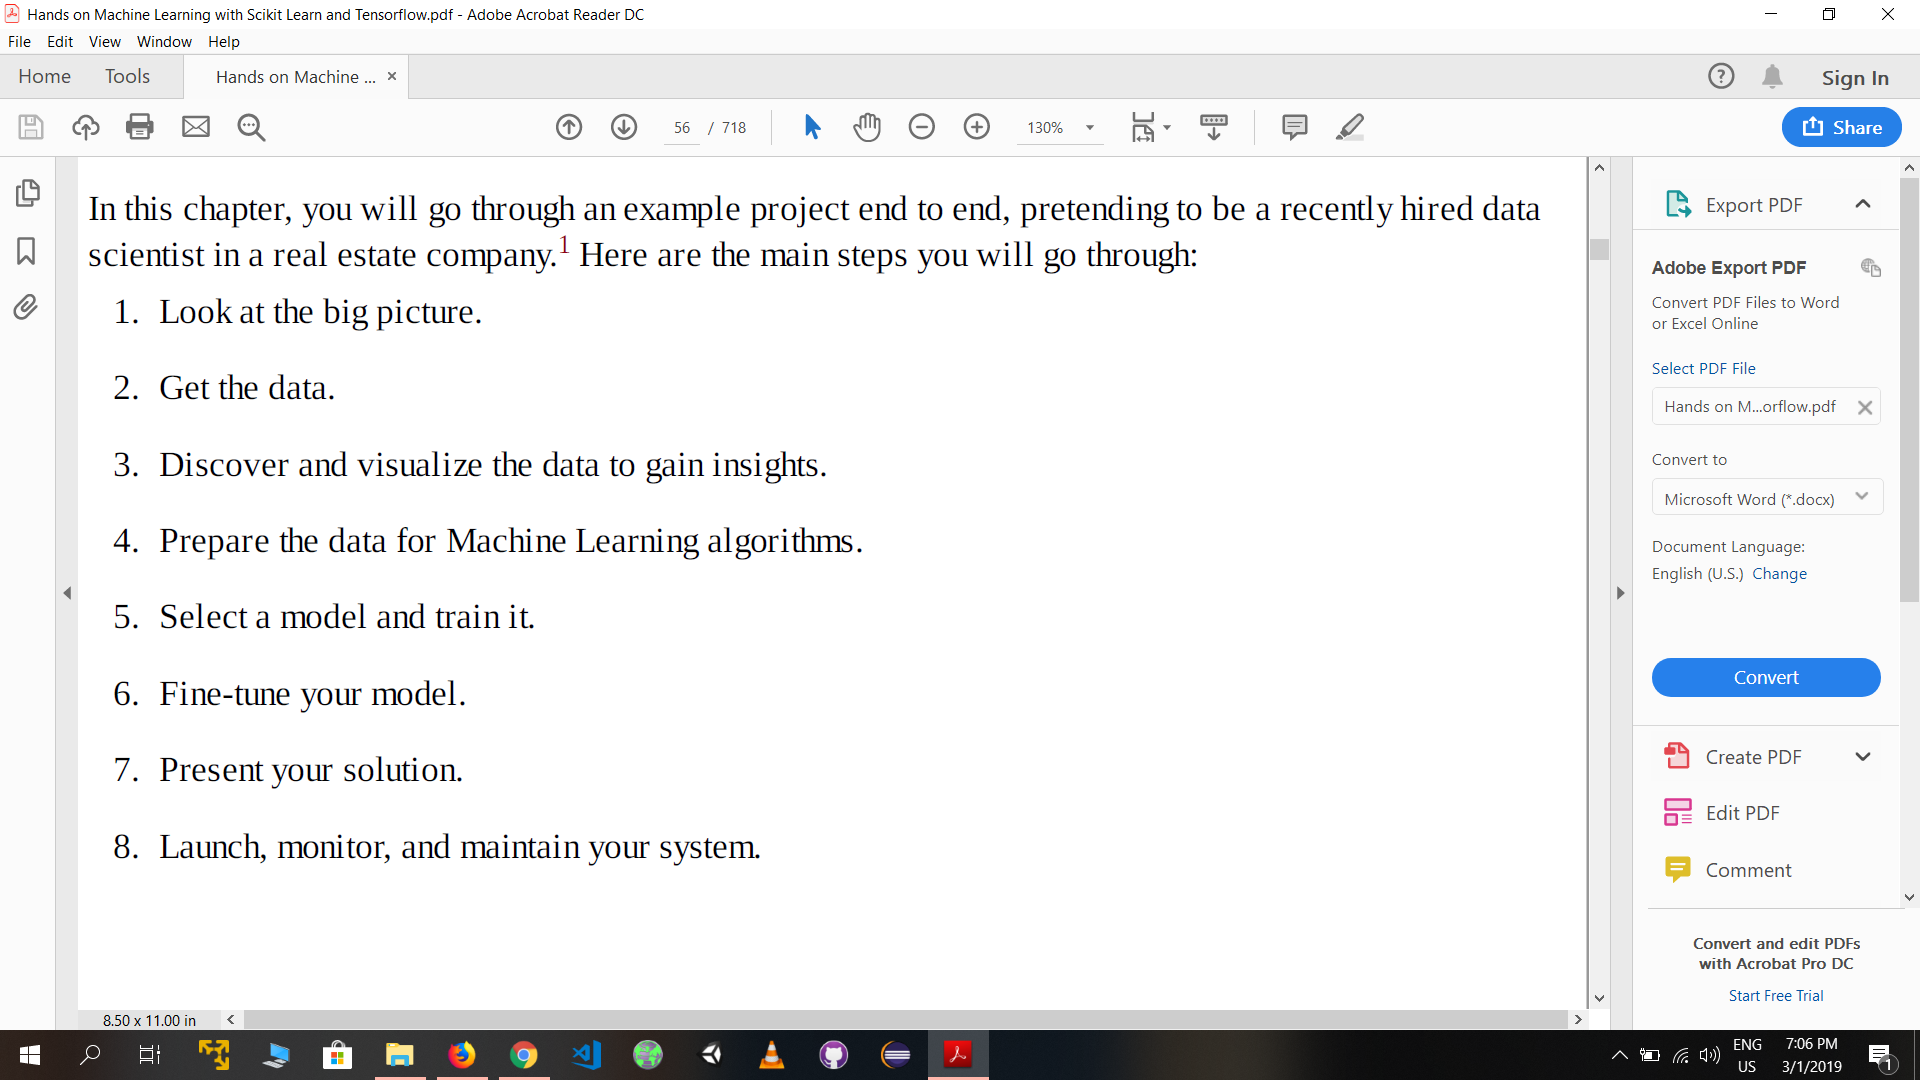 Hands on Machine Learning with Scikit Learn and Tensorflow.pdf - Adobe Acrobat Reader DC
File Edit View Window Help
Home Tools Hands on Machine ... × Sign In
56 / 718 130% Share
In this chapter, you will go through an example project end to end, pretending to be a recently hired data
scientist in a real estate company.1 Here are the main steps you will go through:
1. Look at the big picture.
2. Get the data.
3. Discover and visualize the data to gain insights.
4. Prepare the data for Machine Learning algorithms.
5. Select a model and train it.
6. Fine-tune your model.
7. Present your solution.
8. Launch, monitor, and maintain your system.
8.50 x 11.00 in
Export PDF
Adobe Export PDF
Convert PDF Files to Word
or Excel Online
Select PDF File
Hands on M...orflow.pdf
Convert to
Microsoft Word (*.docx)
Document Language:
English (U.S.) Change
Convert
Create PDF
Edit PDF
Comment
Convert and edit PDFs
with Acrobat Pro DC
Start Free Trial
ENG
US
7:06 PM
3/1/2019
1